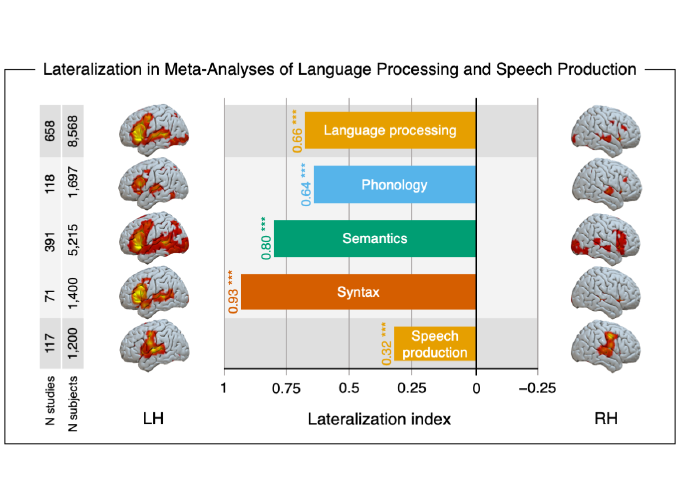 Lateralization in Meta-Analyses of Language Processing and Speech Production
658
8,568
0.66 ***
Language processing
118
1,697
0.64 ***
Phonology
391
5,215
0.80 ***
Semantics
71
1,400
0.93 ***
Syntax
117
1,200
0.32 ***
Speech
production
N studies
N subjects
1
0.75
0.5
0.25
0
−0.25
LH
Lateralization index
RH